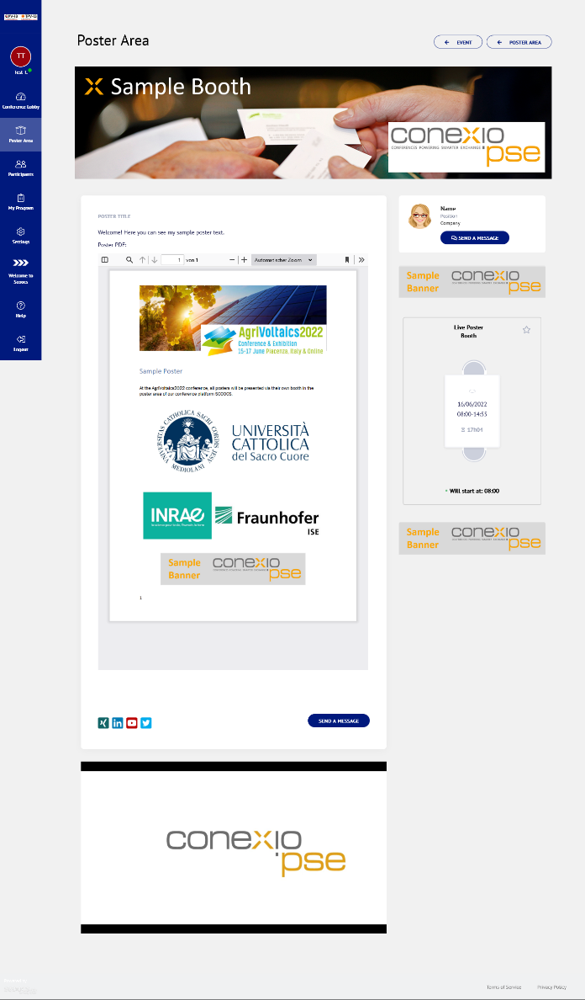 Poster Area
EVENT
POSTER AREA
TT
Test T.
Conference Lobby
Poster Area
Participants
My Program
Settings
Welcome to
Scoocs
Help
Logout
Sample Booth
conexio
CONFERENCES POWERING SMARTER EXCHANGE
pse
POSTER TITLE
Welcome! Here you can see my sample poster text.
Poster PDF:
1 von 1
Automatischer Zoom
AgriVoltaics2022
Conference & Exhibition
15-17 June Piacenza, Italy & Online
Sample Poster
At the AgriVoltaics2022 conference, all posters will be presented via their own booth in the
poster area of our conference platform SCOOCS.
UNIVERSITÀ
CATTOLICA
del Sacro Cuore
INRAE
Fraunhofer
ISE
Sample
Banner
conexio
pse
1
SEND A MESSAGE
Name
Position
Company
SEND A MESSAGE
Sample
Banner
conexio
pse
Live Poster
Booth
16/06/2022
08:00-14:55
17h04
Will start at: 08:00
Sample
Banner
conexio
pse
conexio
pse
Terms of Service
Privacy Policy